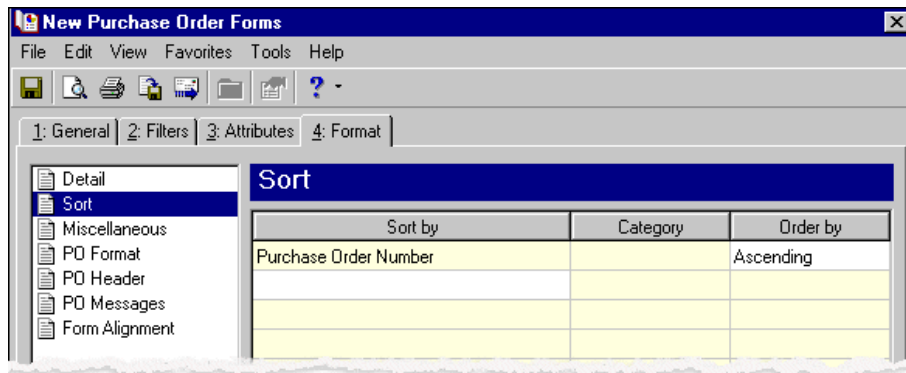 New Purchase Order Forms
File Edit View Favorites Tools Help
?
1: General 2: Filters 3: Attributes 4: Format
Detail
Sort
Miscellaneous
PO Format
PO Header
PO Messages
Form Alignment
Sort
Sort by Category Order by
Purchase Order Number Ascending